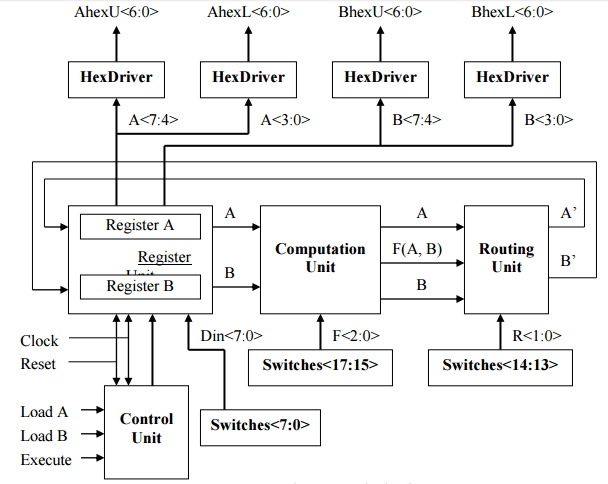 AhexU<6:0> AhexL<6:0> BhexU<6:0> BhexL<6:0>
HexDriver HexDriver HexDriver HexDriver
A<7:4> A<3:0> B<7:4> B<3:0>
Register A
Register
Register B
A
B
Computation
Unit
A
F(A, B)
B
Routing
Unit
A’
B’
Clock
Reset
Din<7:0> F<2:0> R<1:0>
Switches<17:15> Switches<14:13>
Load A
Load B
Execute
Control
Unit
Switches<7:0>